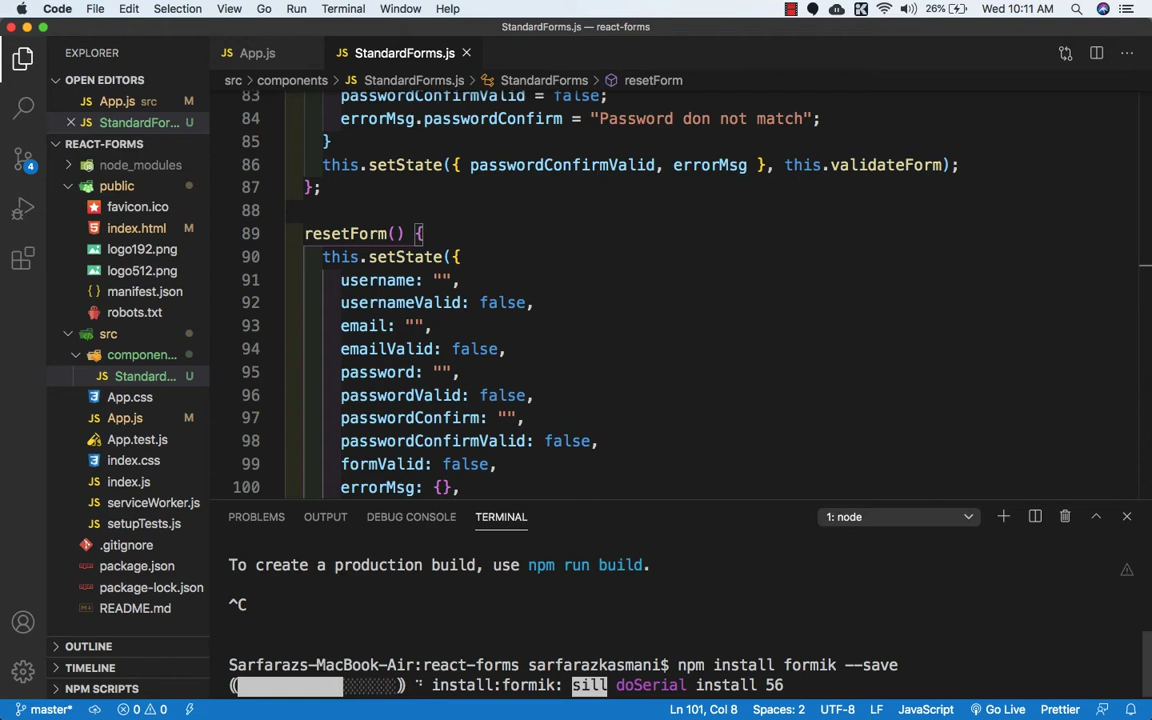 Code File Edit Selection View Go Run Terminal Window Help 26% Wed 10:11 AM
StandardForms.js — react-forms
EXPLORER
App.js
StandardForms.js
OPEN EDITORS
App.js src M
StandardFor... U
REACT-FORMS
node_modules
public
favicon.ico
index.html M
logo192.png
logo512.png
manifest.json
robots.txt
src
componen...
Standard... U
App.css
App.js M
App.test.js
index.css
index.js
serviceWorker.js
setupTests.js
.gitignore
package.json
package-lock.json
README.md
OUTLINE
TIMELINE
NPM SCRIPTS
4
src > components > StandardForms.js > StandardForms > resetForm
83 passwordConfirmValid = false;
84 errorMsg.passwordConfirm = "Password don not match";
85 }
86 this.setState({ passwordConfirmValid, errorMsg }, this.validateForm);
87 };
88
89 resetForm() {
90 this.setState({
91 username: "",
92 usernameValid: false,
93 email: "",
94 emailValid: false,
95 password: "",
96 passwordValid: false,
97 passwordConfirm: "",
98 passwordConfirmValid: false,
99 formValid: false,
100 errorMsg: {},
PROBLEMS OUTPUT DEBUG CONSOLE TERMINAL 1: node
To create a production build, use npm run build.
^C
Sarfarazs-MacBook-Air:react-forms sarfarazkasmani$ npm install formik --save
install:formik: sill doSerial install 56
master* 0 0 Ln 101, Col 8 Spaces: 2 UTF-8 LF JavaScript Go Live Prettier